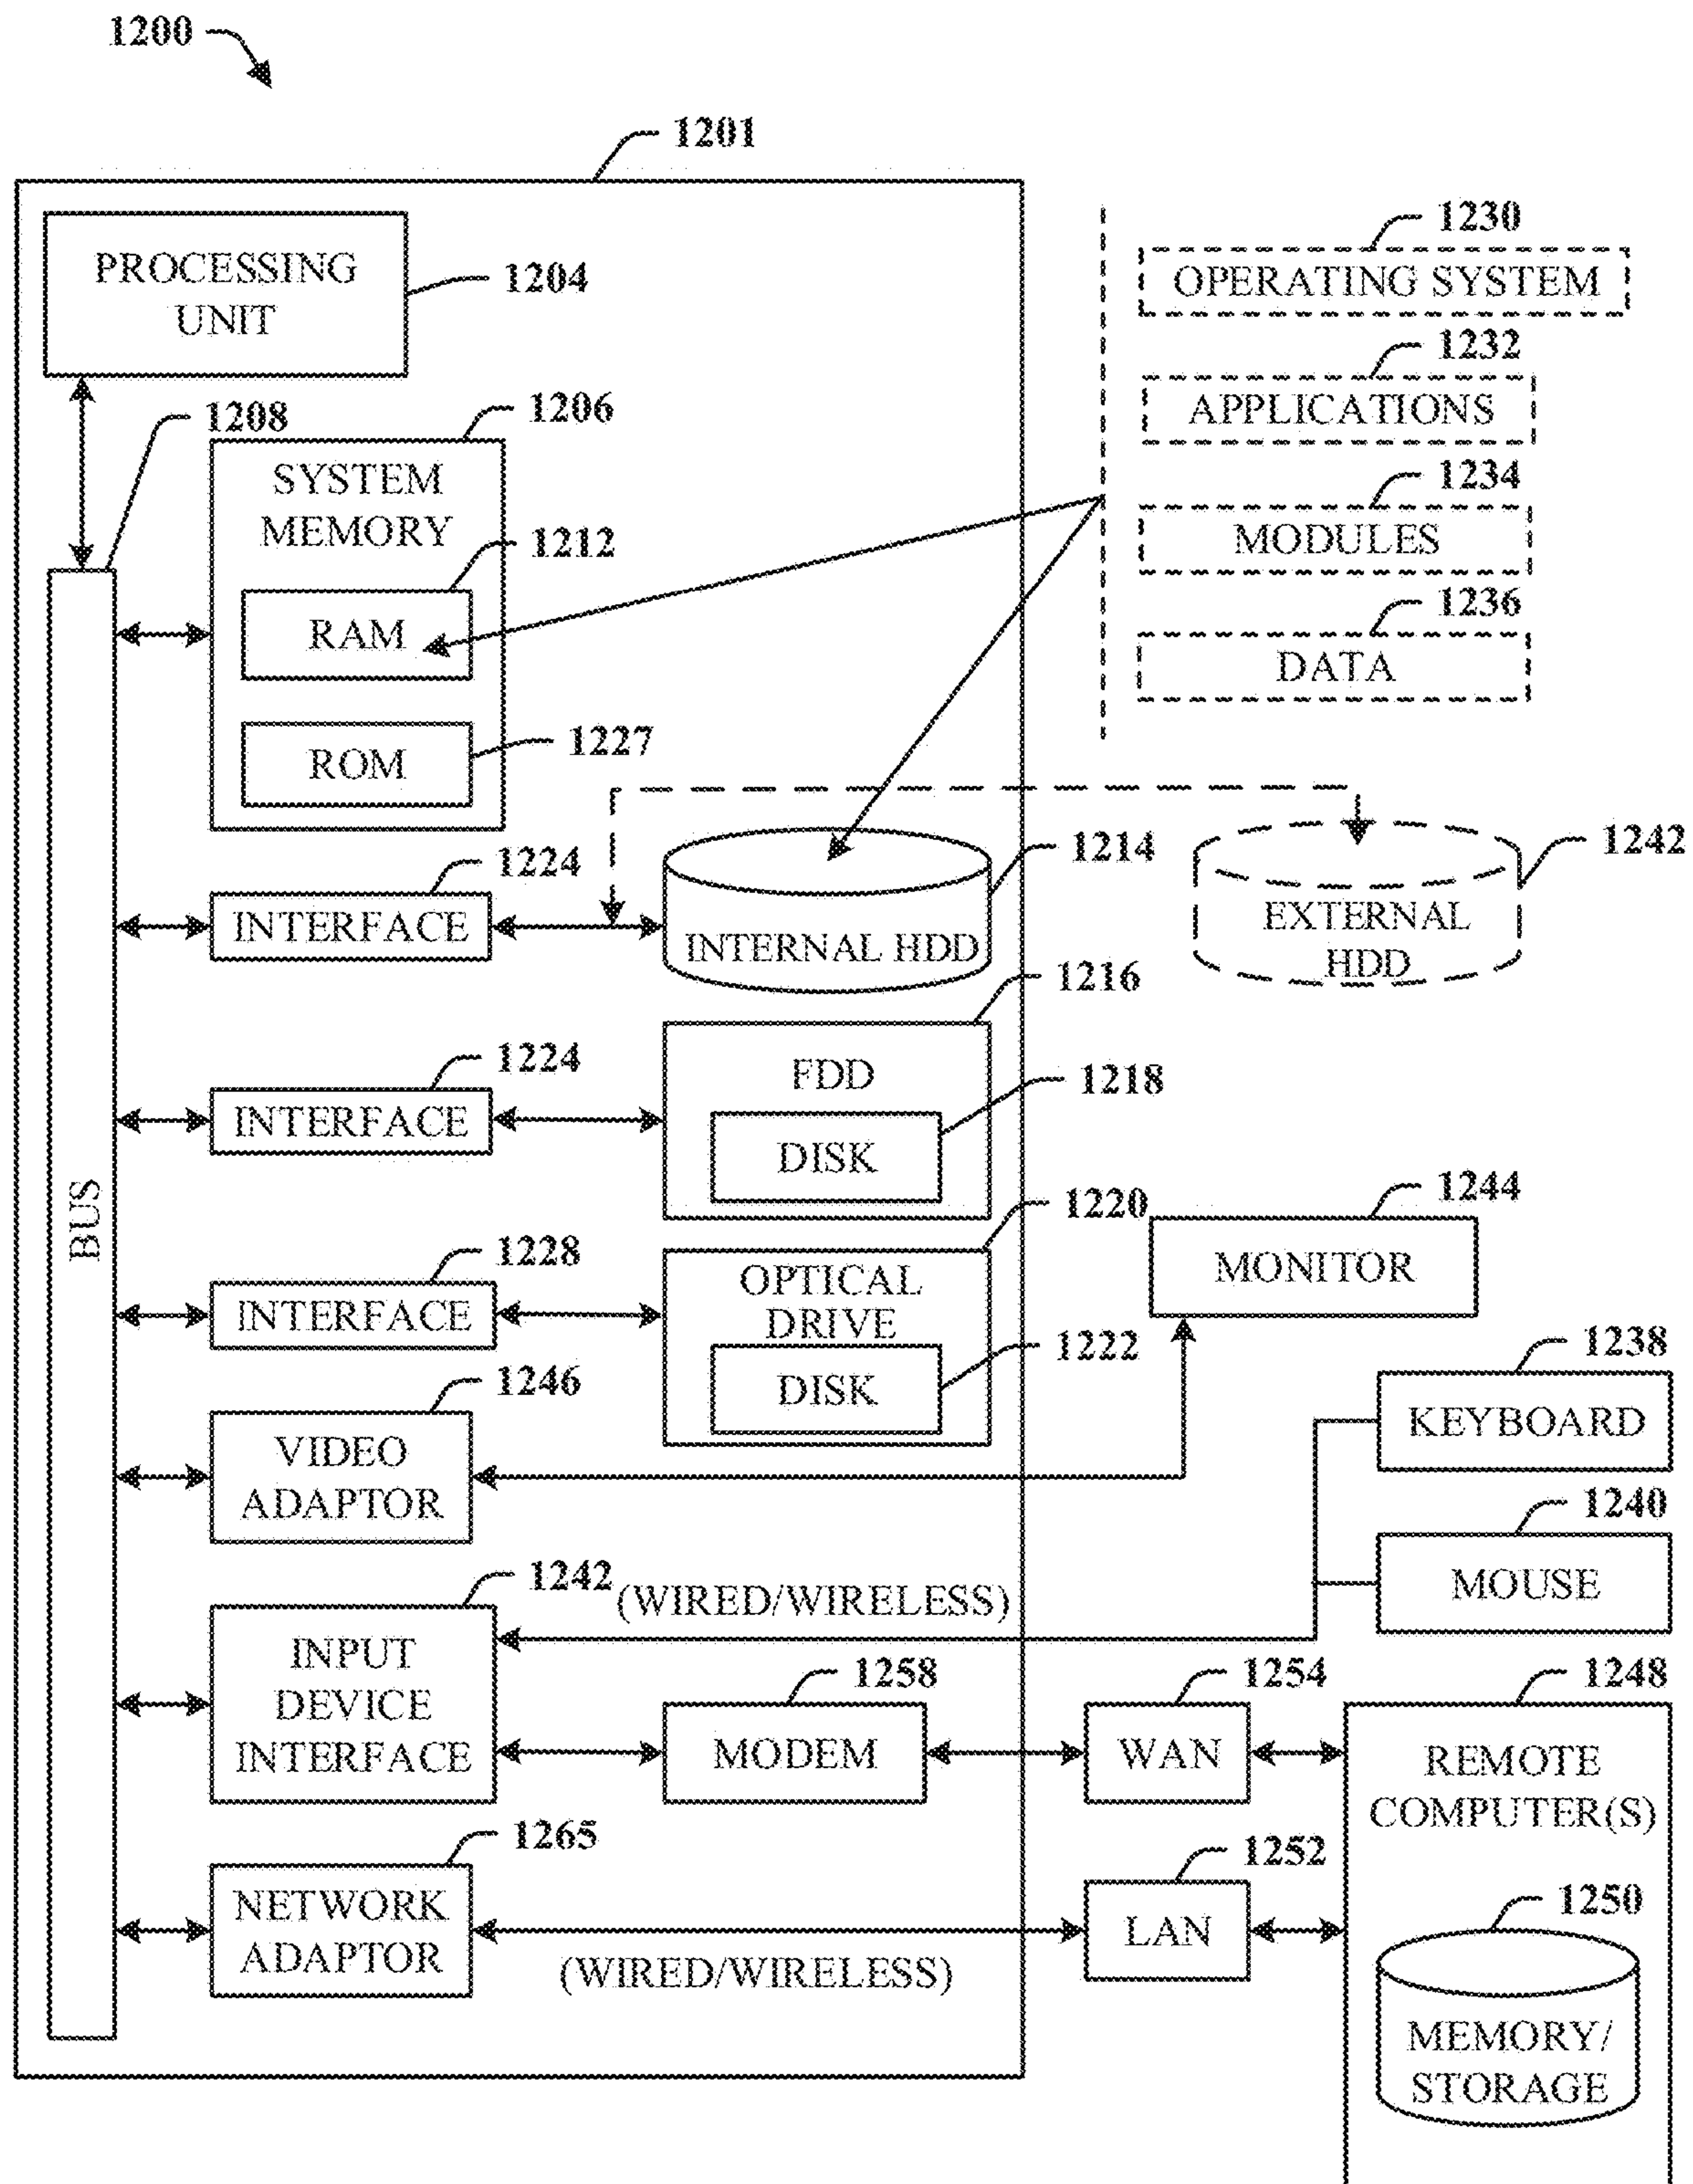 1200
1201
PROCESSING
UNIT
1204
1230
OPERATING SYSTEM
1232
APPLICATIONS
1234
MODULES
1236
DATA
1208
1206
SYSTEM
MEMORY
1212
RAM
1227
ROM
1224
INTERFACE
1214
INTERNAL HDD
1242
EXTERNAL
HDD
1224
INTERFACE
1216
FDD
1218
DISK
BUS
1228
INTERFACE
1220
OPTICAL
DRIVE
1222
DISK
1244
MONITOR
1246
VIDEO
ADAPTOR
1238
KEYBOARD
1240
MOUSE
1242
(WIRED/WIRELESS)
INPUT
DEVICE
INTERFACE
1258
MODEM
1254
WAN
1248
REMOTE
COMPUTER(S)
1265
NETWORK
ADAPTOR
(WIRED/WIRELESS)
1252
LAN
1250
MEMORY/
STORAGE